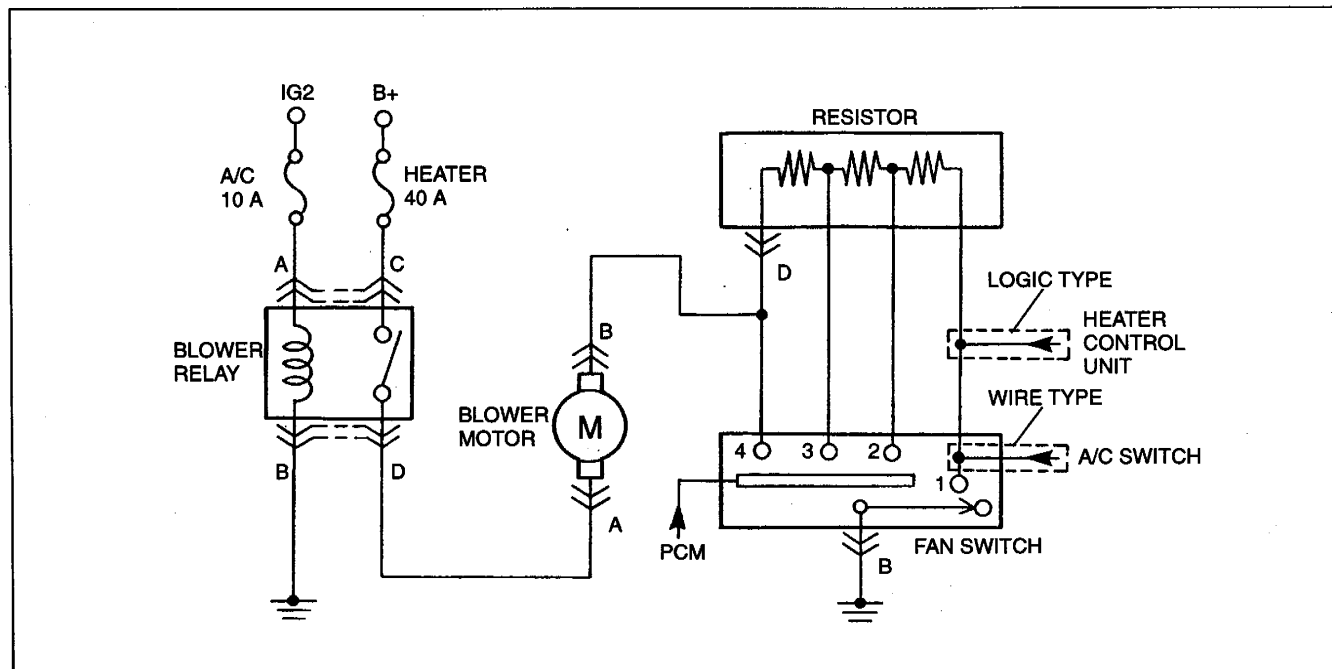 IG2
B+
RESISTOR
A/C
10 A
HEATER
40 A
A
C
D
LOGIC TYPE
HEATER
CONTROL
UNIT
B
BLOWER
RELAY
WIRE TYPE
BLOWER
MOTOR
M
4
3
2
1
A/C SWITCH
B
D
A
PCM
FAN SWITCH
B